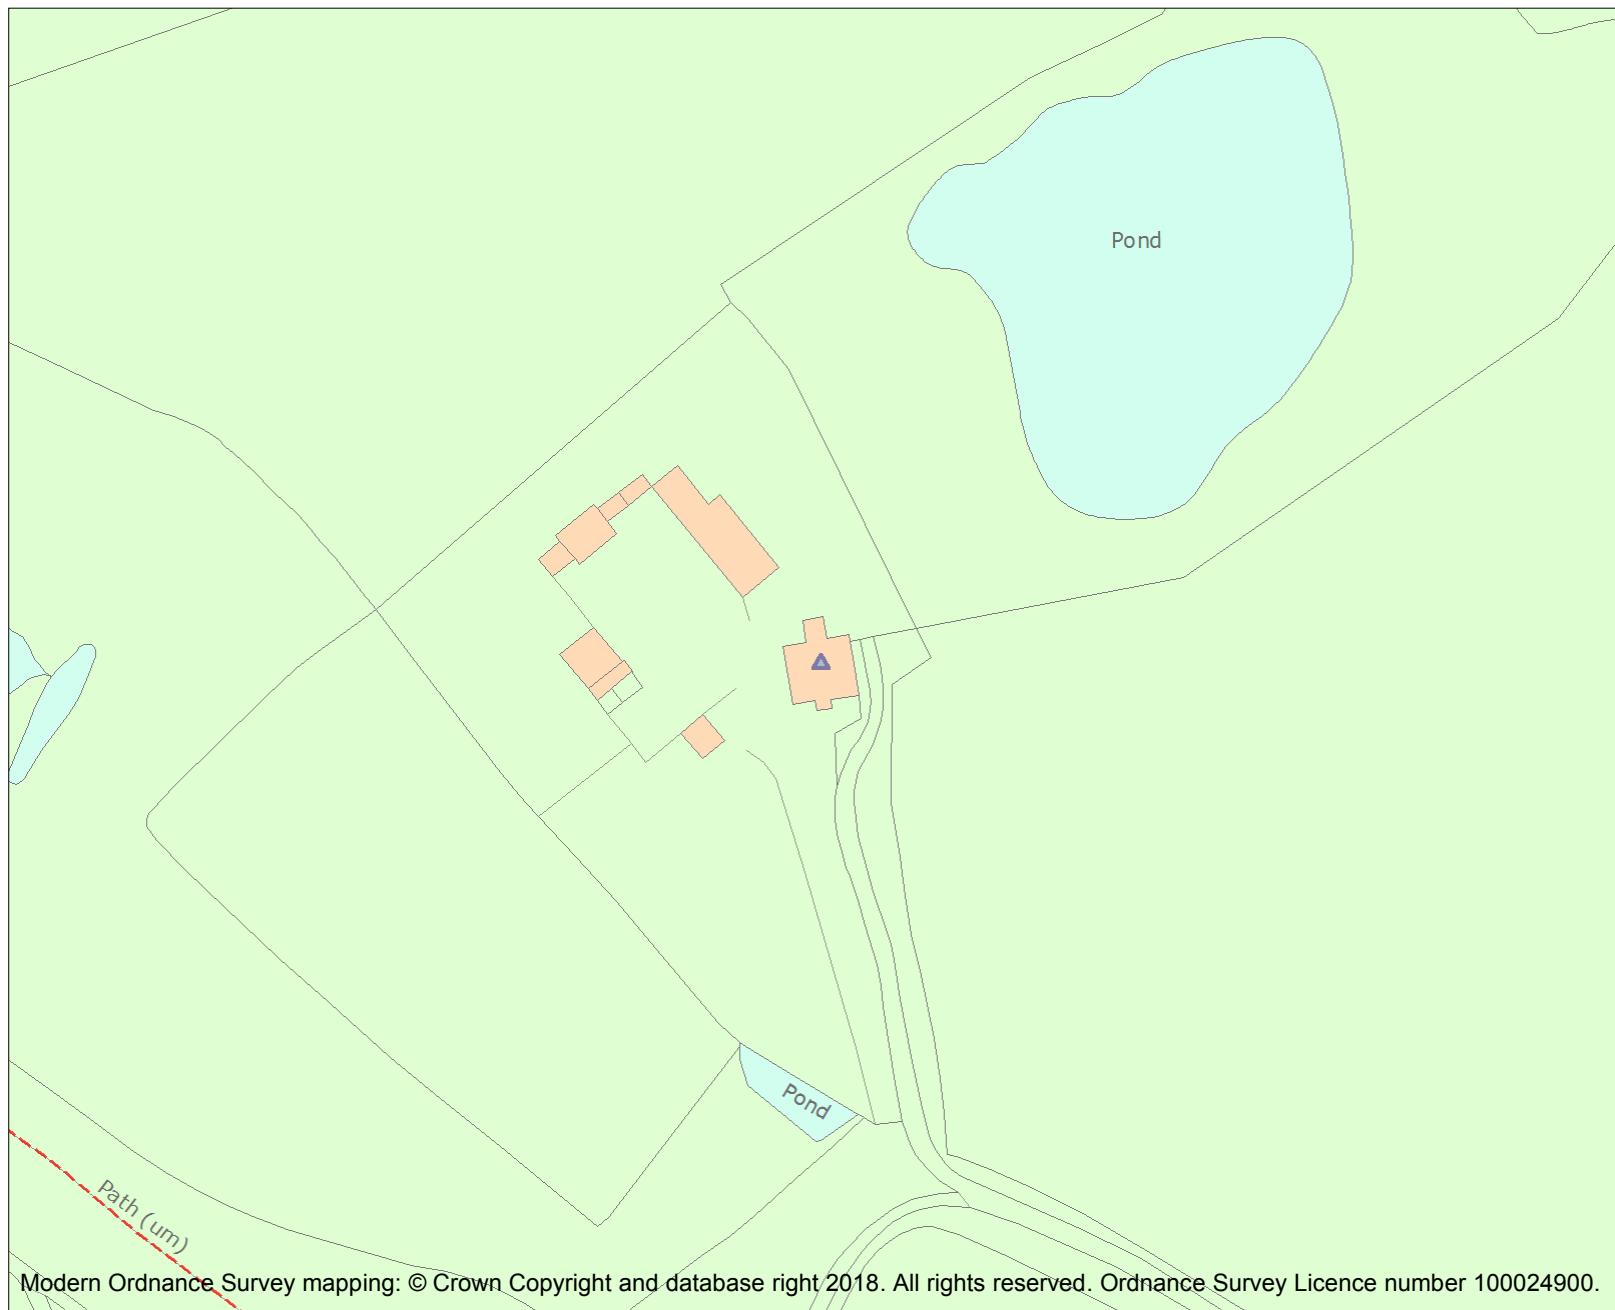 Pond
Pond
Path (um)
Modern Ordnance Survey mapping: © Crown Copyright and database right 2018. All rights reserved. Ordnance Survey Licence number 100024900.